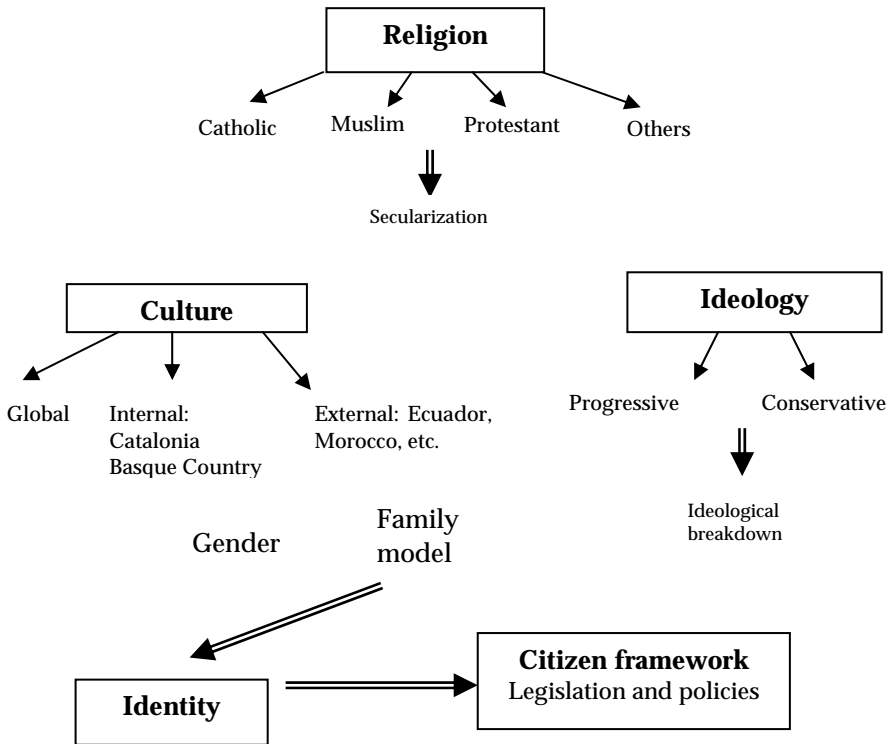 Religion
Catholic Muslim Protestant Others
Secularization
Culture
Ideology
Global
Internal:
Catalonia
Basque Country
External: Ecuador,
Morocco, etc.
Progressive Conservative
Ideological
breakdown
Gender
Family
model
Identity
Citizen framework
Legislation and policies